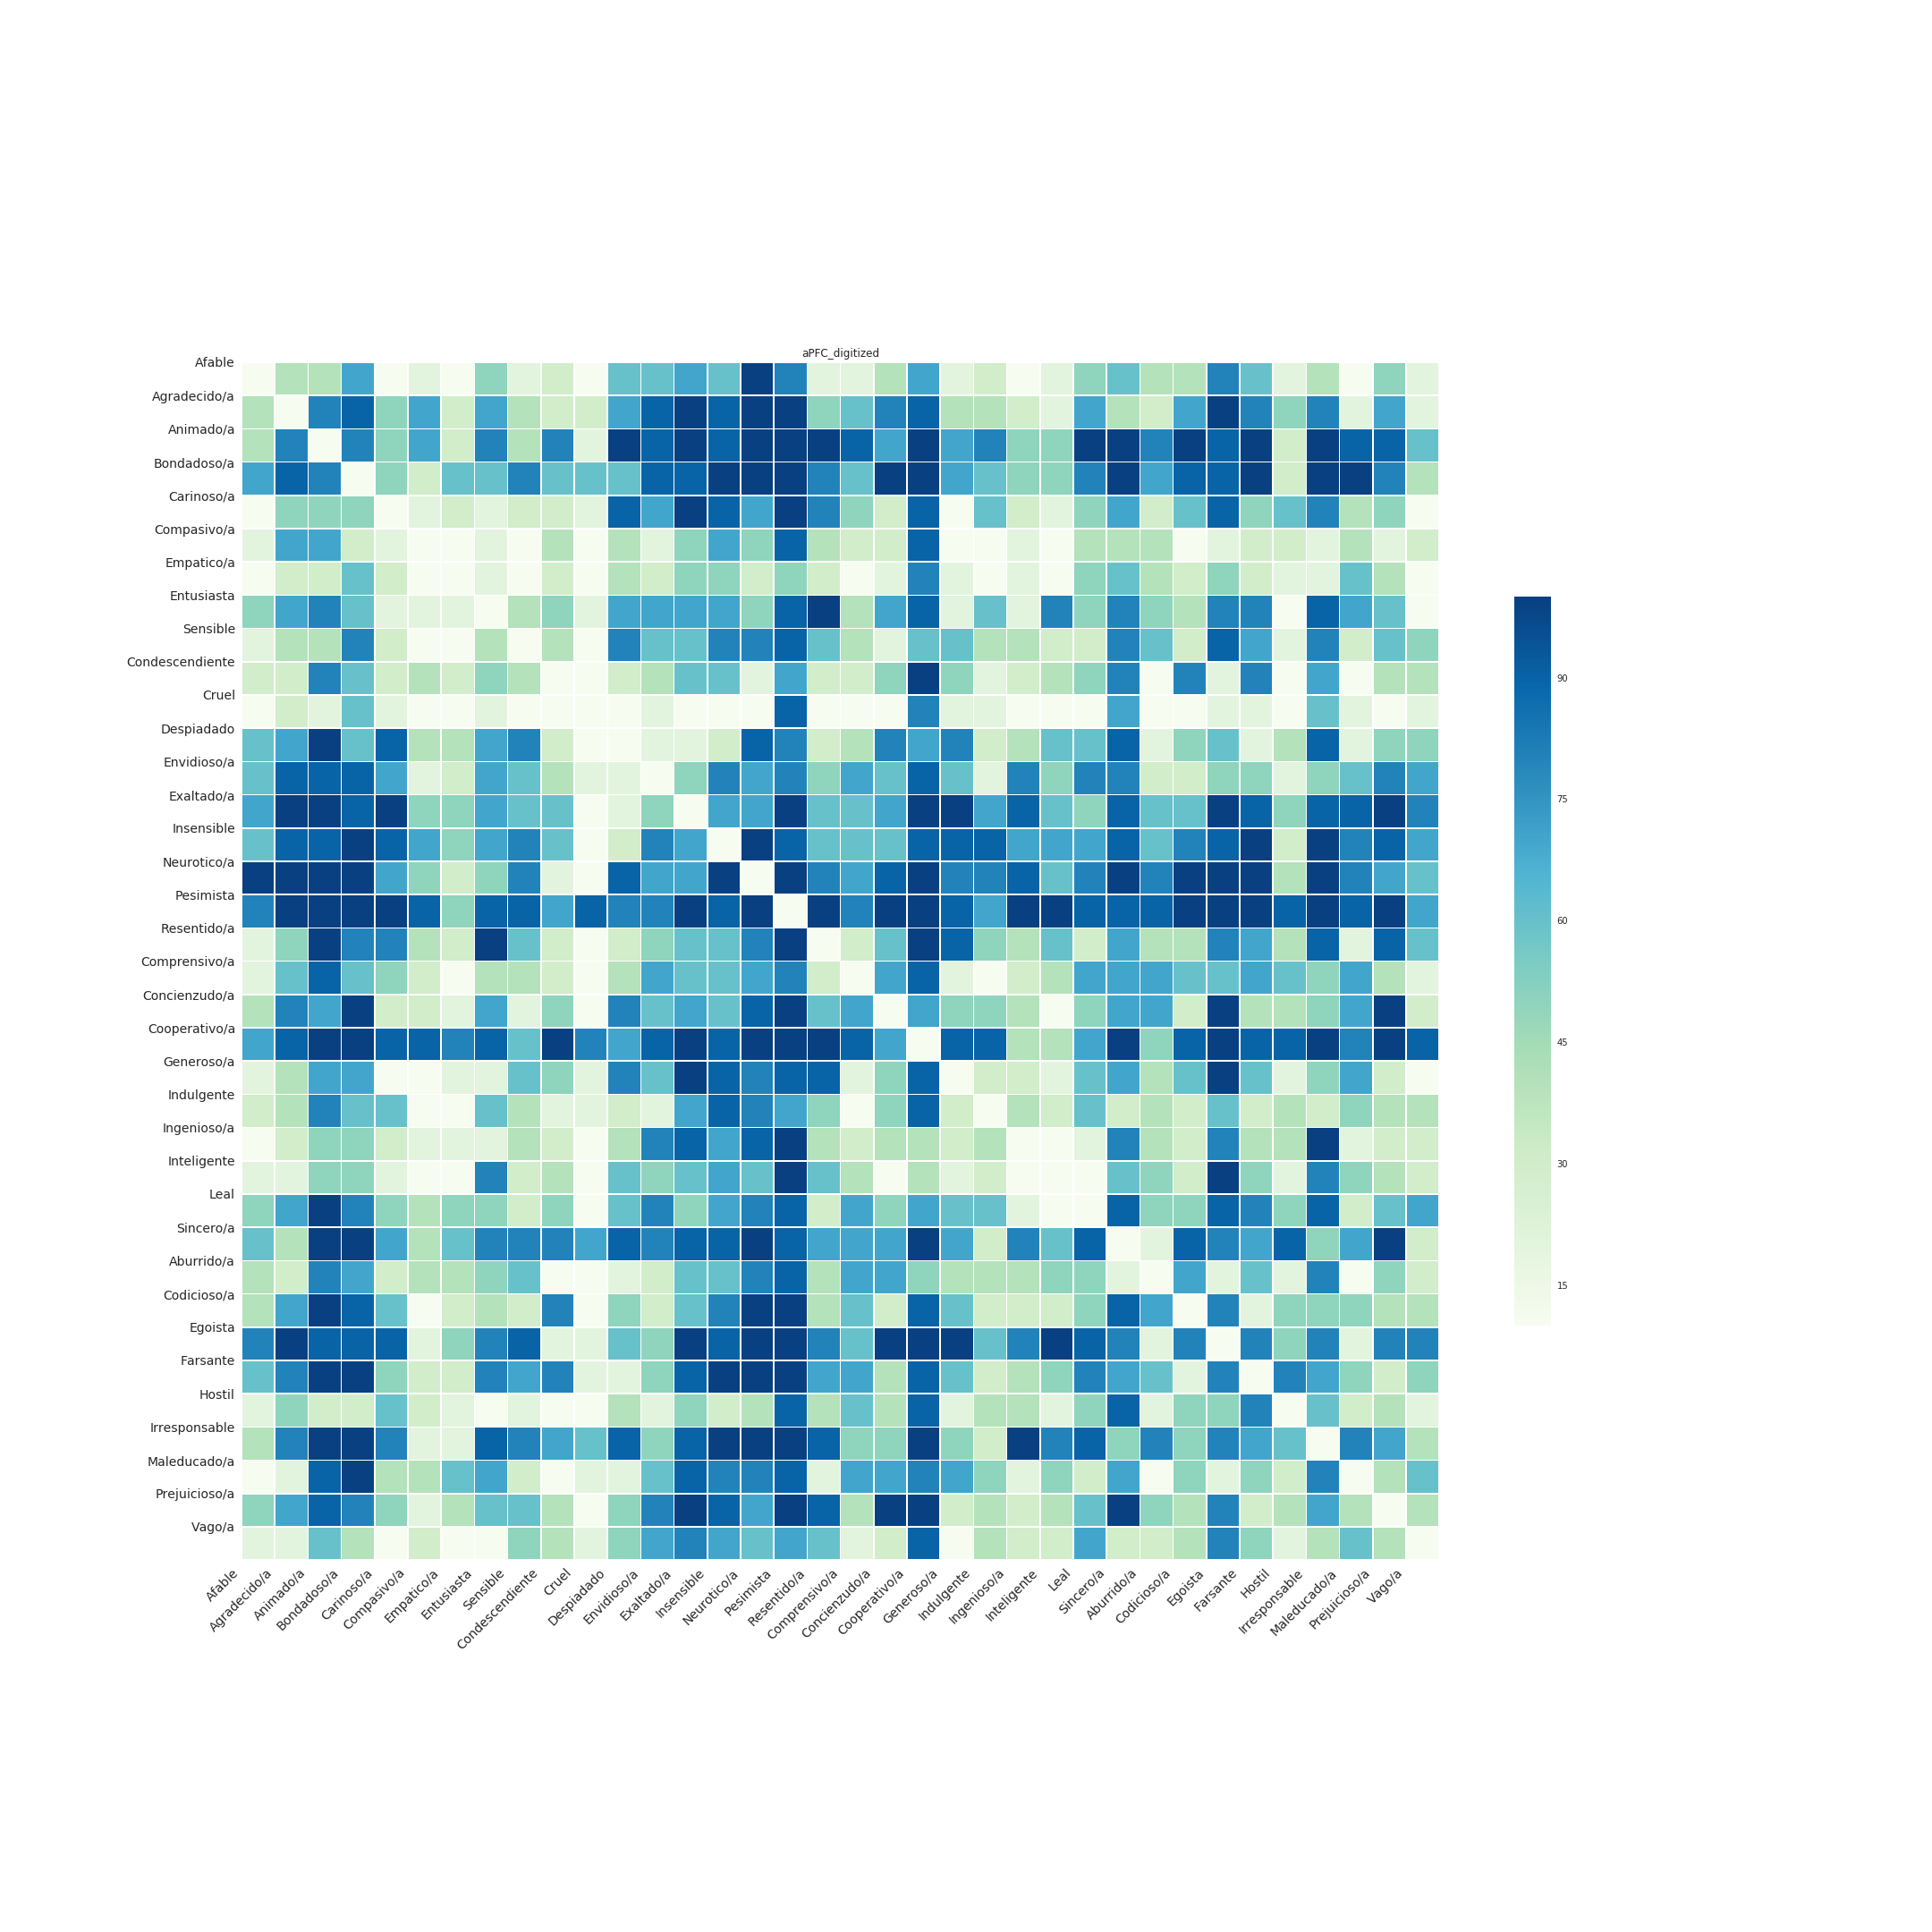 aPFC_digitized
Afable
Agradecido/a
Animado/a
Bondadoso/a
Carinoso/a
Compasivo/a
Empatico/a
Entusiasta
Sensible
Condescendiente
Cruel
Despiadado
Envidioso/a
Exaltado/a
Insensible
Neurotico/a
Pesimista
Resentido/a
Comprensivo/a
Concienzudo/a
Cooperativo/a
Generoso/a
Indulgente
Ingenioso/a
Inteligente
Leal
Sincero/a
Aburrido/a
Codicioso/a
Egoista
Farsante
Hostil
Irresponsable
Maleducado/a
Prejuicioso/a
Vago/a
Afable
Agradecido/a
Animado/a
Bondadoso/a
Carinoso/a
Compasivo/a
Empatico/a
Entusiasta
Sensible
Condescendiente
Cruel
Despiadado
Envidioso/a
Exaltado/a
Insensible
Neurotico/a
Pesimista
Resentido/a
Comprensivo/a
Concienzudo/a
Cooperativo/a
Generoso/a
Indulgente
Ingenioso/a
Inteligente
Leal
Sincero/a
Aburrido/a
Codicioso/a
Egoista
Farsante
Hostil
Irresponsable
Maleducado/a
Prejuicioso/a
Vago/a
90
75
60
45
30
15